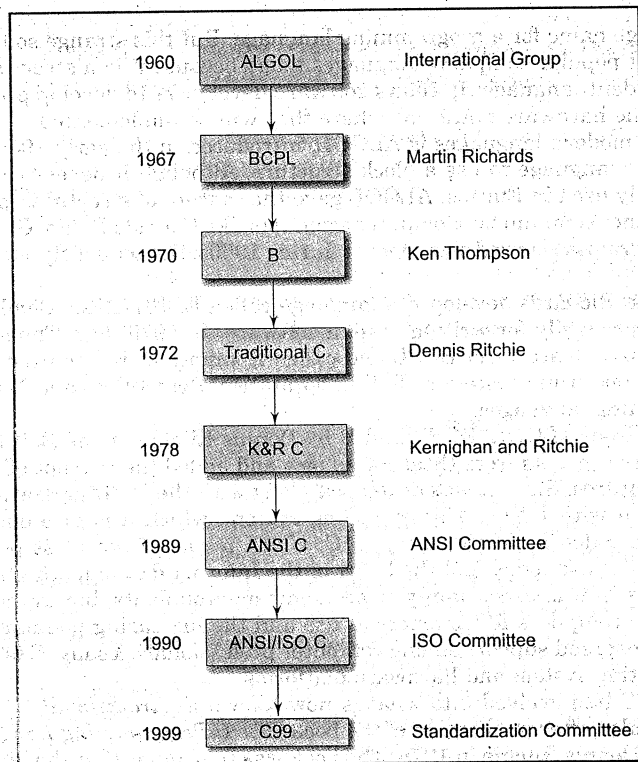 1960 ALGOL International Group
1967 BCPL Martin Richards
1970 B Ken Thompson
1972 Traditional C Dennis Ritchie
1978 K&R C Kernighan and Ritchie
1989 ANSI C ANSI Committee
1990 ANSI/ISO C ISO Committee
1999 C99 Standardization Committee